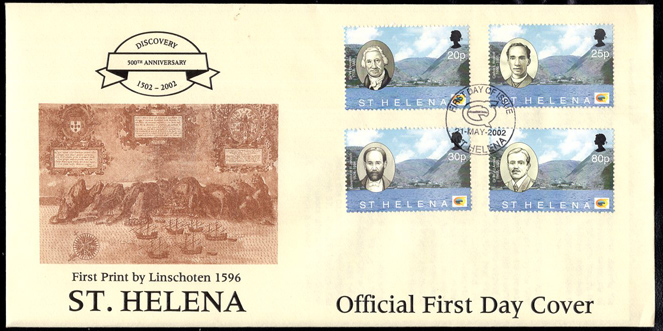 DISCOVERY
500TH ANNIVERSARY
1502 - 2002
First Print by Linschoten 1596
ST. HELENA
20p
ST HELENA
25p
ST HELENA
FIRST DAY OF ISSUE
21-MAY-2002
ST HELENA
30p
ST HELENA
80p
ST HELENA
Official First Day Cover